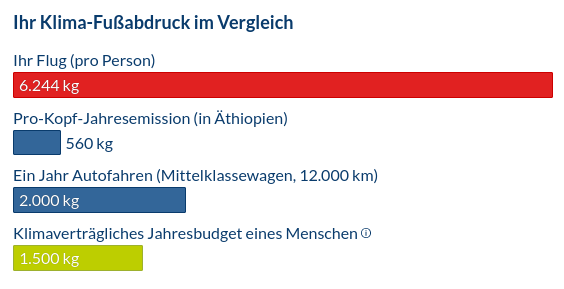 Ihr Klima-Fußabdruck im Vergleich
Ihr Flug (pro Person)
6.244 kg
Pro-Kopf-Jahresemission (in Äthiopien)
560 kg
Ein Jahr Autofahren (Mittelklassewagen, 12.000 km)
2.000 kg
Klimaverträgliches Jahresbudget eines Menschen ⓘ
1.500 kg